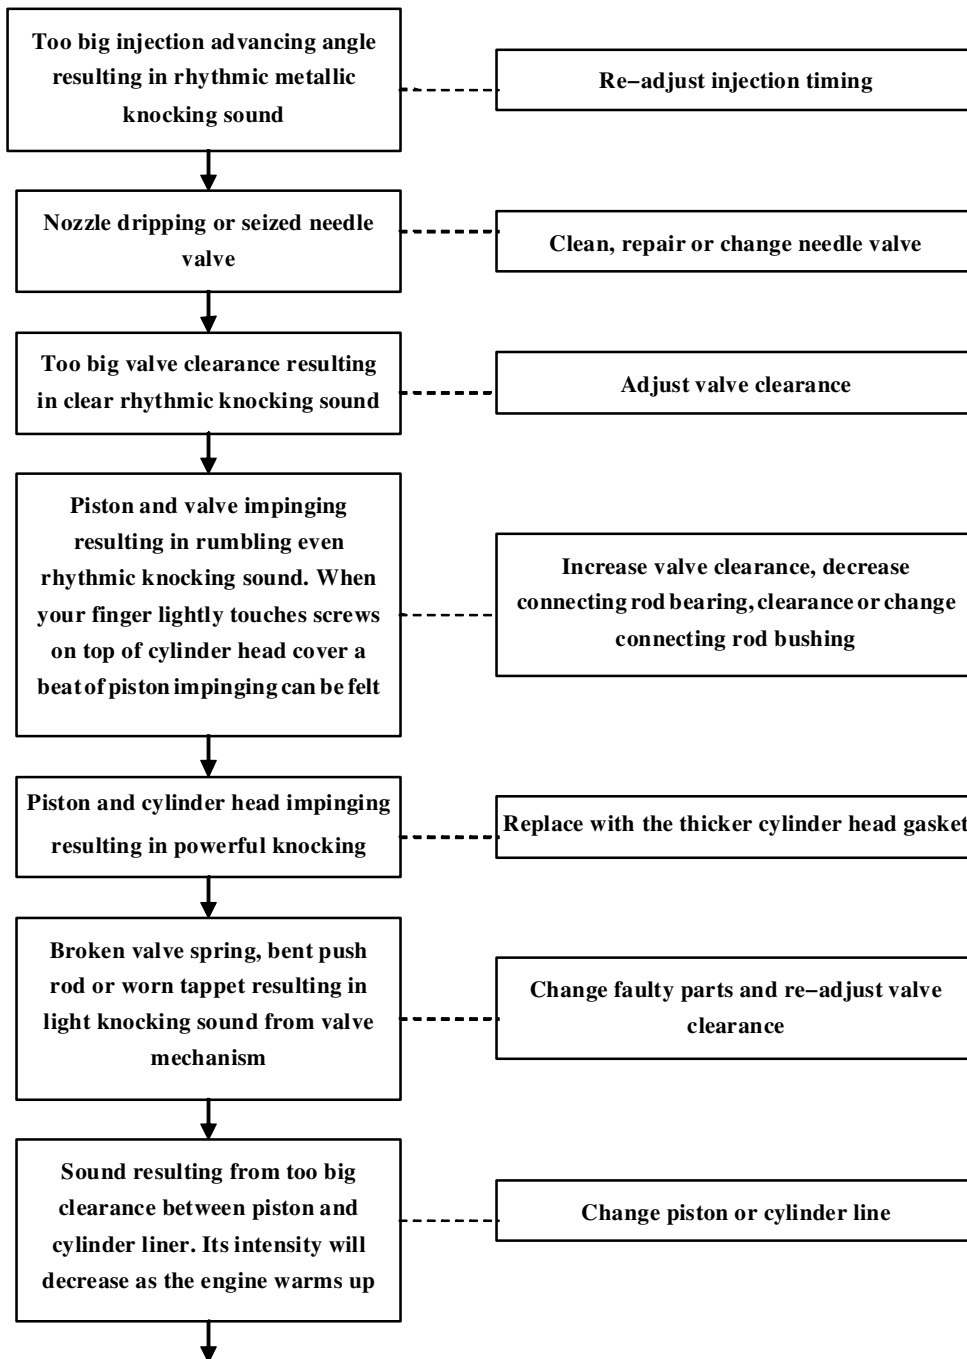 Too big injection advancing angle
resulting in rhythmic metallic
knocking sound
Re-adjust injection timing
Nozzle dripping or seized needle
valve
Clean, repair or change needle valve
Too big valve clearance resulting
in clear rhythmic knocking sound
Adjust valve clearance
Piston and valve impinging
resulting in rumbling even
rhythmic knocking sound. When
your finger lightly touches screws
on top of cylinder head cover a
beat of piston impinging can be felt
Increase valve clearance, decrease
connecting rod bearing, clearance or change
connecting rod bushing
Piston and cylinder head impinging
resulting in powerful knocking
Replace with the thicker cylinder head gasket
Broken valve spring, bent push
rod or worn tappet resulting in
light knocking sound from valve
mechanism
Change faulty parts and re-adjust valve
clearance
Sound resulting from too big
clearance between piston and
cylinder liner. Its intensity will
decrease as the engine warms up
Change piston or cylinder line